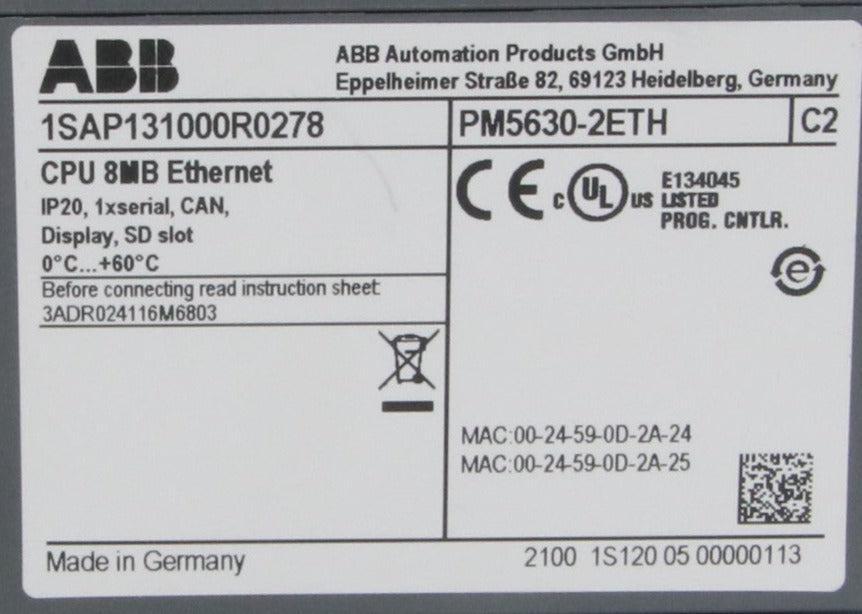 ABB
ABB Automation Products GmbH
Eppelheimer Straße 82, 69123 Heidelberg, Germany
1SAP131000R0278
PM5630-2ETH
C2
CPU 8MB Ethernet
IP20, 1xserial, CAN,
Display, SD slot
0°C...+60°C
Before connecting read instruction sheet:
3ADR024116M6803
CE
c UL US
E134045
LISTED
PROG. CNTLR.
e
MAC:00-24-59-0D-2A-24
MAC:00-24-59-0D-2A-25
Made in Germany
2100 1S120 05 00000113